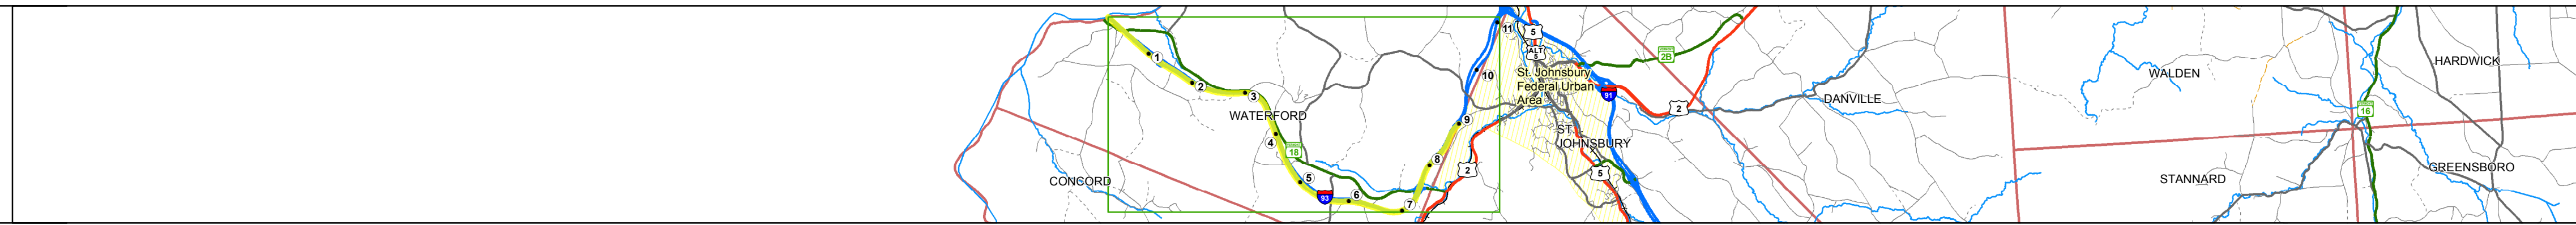 11
5
ALT
5
2B
1
10
St. Johnsbury
Federal Urban
Area
HARDWICK
WALDEN
2
91
3
2
DANVILLE
16
WATERFORD
9
ST.
JOHNSBURY
4
18
8
2
5
GREENSBORO
CONCORD
5
STANNARD
93
6
7